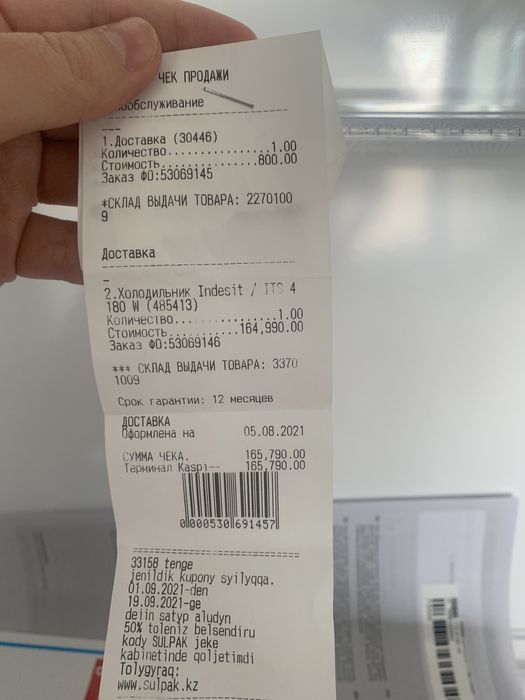 ЧЕК ПРОДАЖИ
обслуживание
---
1.Доставка (30446)
Количество..............1.00
Стоимость.............800.00
Заказ ФО:53069145
*СКЛАД ВЫДАЧИ ТОВАРА: 2270100
9
Доставка
2.Холодильник Indesit / ITS 4
180 W (485413)
Количество..............1.00
Стоимость.........164,990.00
Заказ ФО:53069146
*** СКЛАД ВЫДАЧИ ТОВАРА: 3370
1009
Срок гарантии: 12 месяцев
ДОСТАВКА
Оформлена на 05.08.2021
СУММА ЧЕКА. 165,790.00
Терминал Kaspi-- 165,790.00
0000530691457
33158 tenge
jenildik kupony syilyqqa.
01.09.2021-den
19.09.2021-ge
deiin satyp aludyn
50% toleniz belsendiru
kody SULPAK jeke
kabinetinde qoljetimdi
Tolygyraq:
www.sulpak.kz